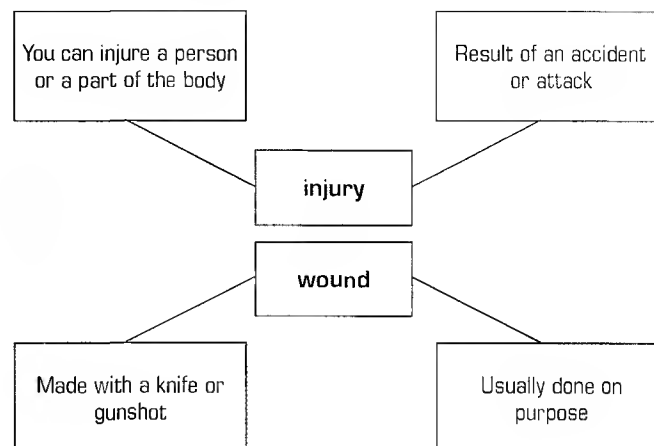 You can injure a person
or a part of the body
Result of an accident
or attack
injury
wound
Made with a knife or
gunshot
Usually done on
purpose